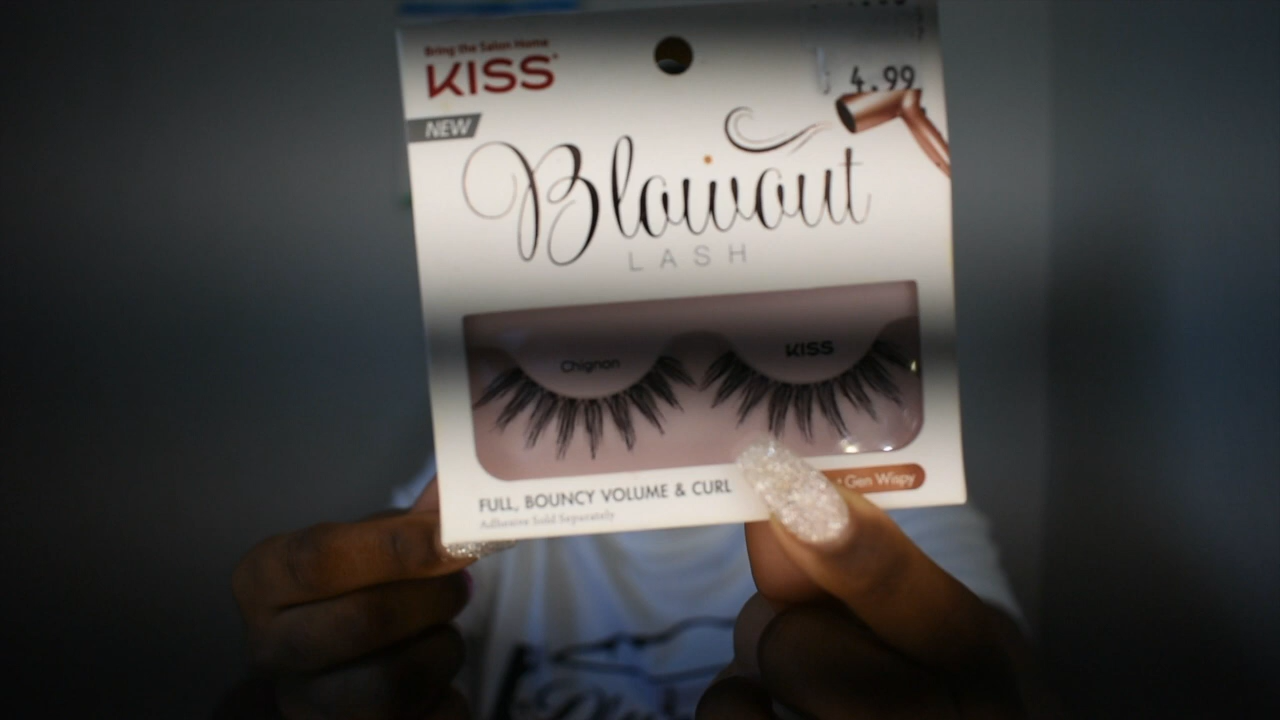 Bring the Salon Home
KISS
4.99
NEW
Blowout
LASH
Chignon
KISS
FULL, BOUNCY VOLUME & CURL
Gen Wispy
Adhesive Sold Separately